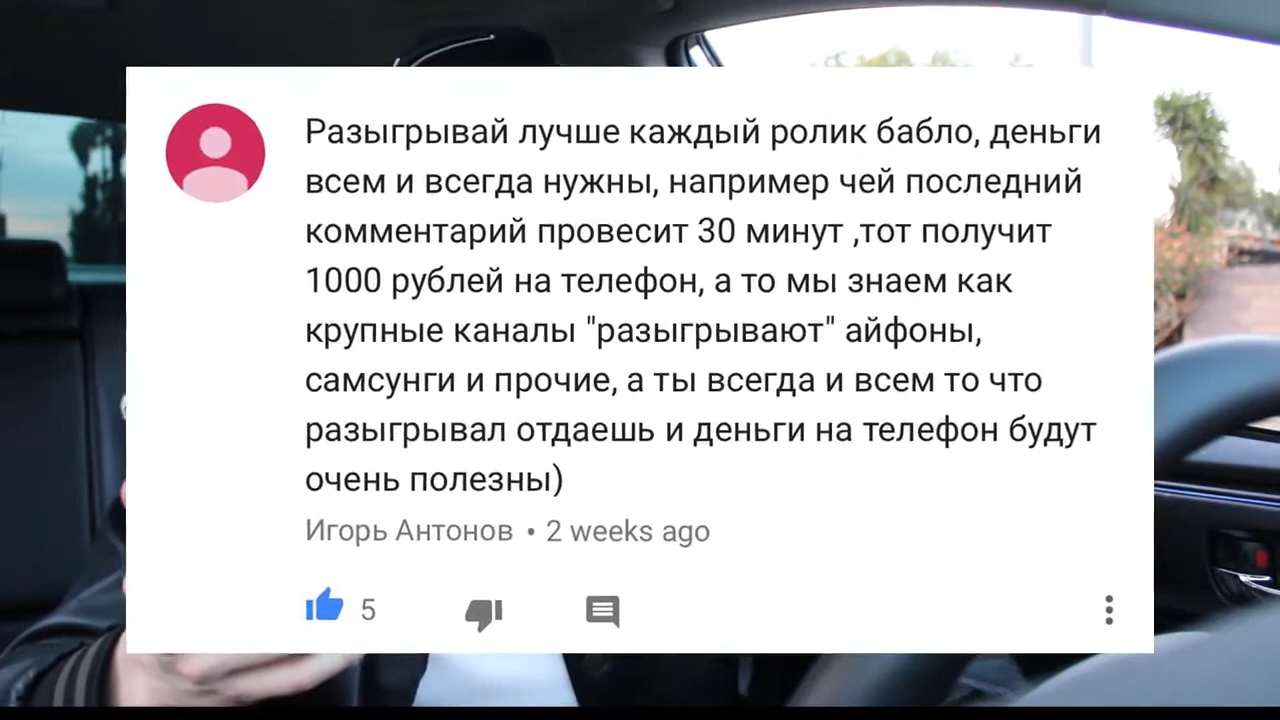 Разыгрывай лучше каждый ролик бабло, деньги
всем и всегда нужны, например чей последний
комментарий провесит 30 минут ,тот получит
1000 рублей на телефон, а то мы знаем как
крупные каналы "разыгрывают" айфоны,
самсунги и прочие, а ты всегда и всем то что
разыгрывал отдаешь и деньги на телефон будут
очень полезны)
Игорь Антонов • 2 weeks ago
5